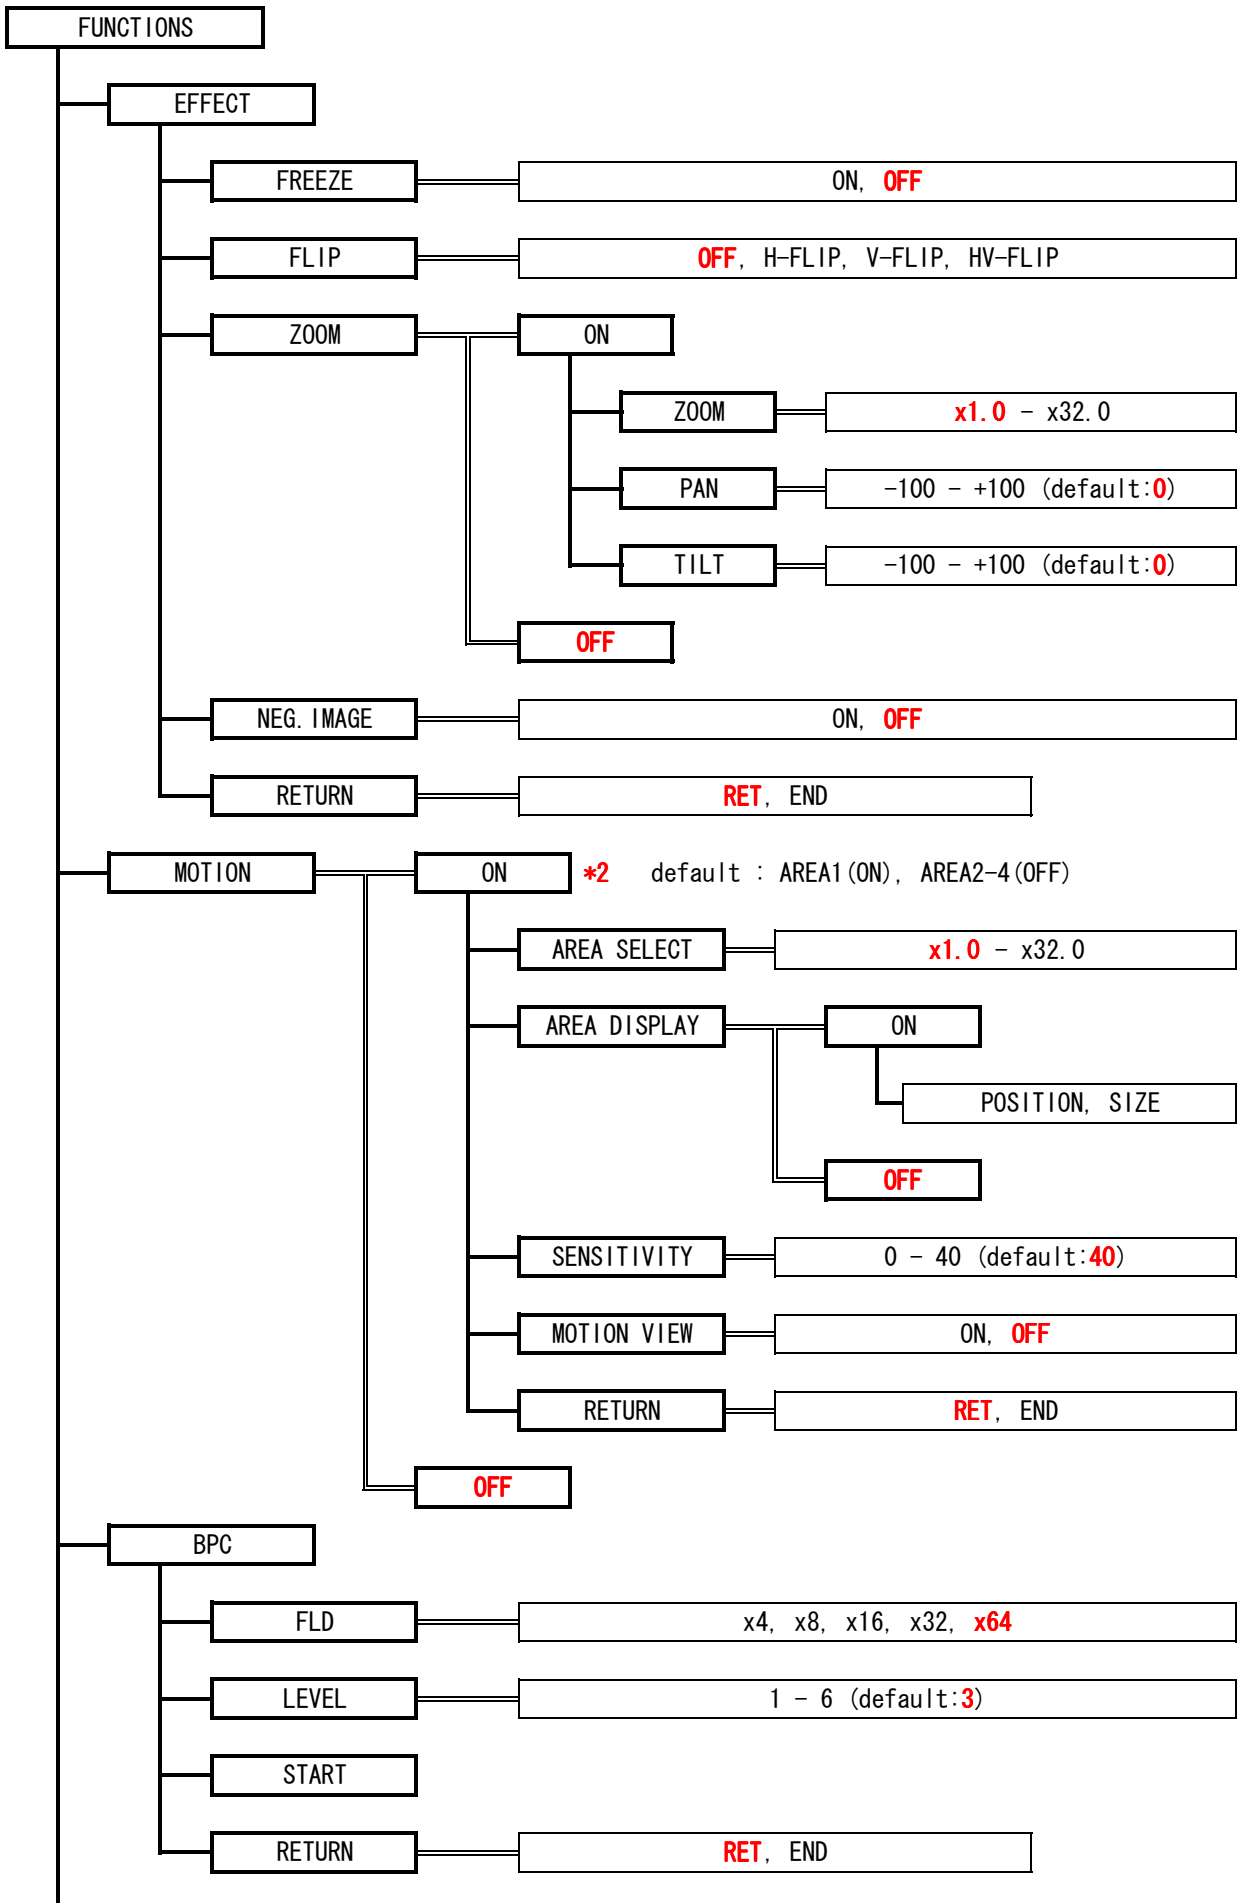 FUNCTIONS
EFFECT
FREEZE ON, OFF
FLIP OFF, H-FLIP, V-FLIP, HV-FLIP
ZOOM ON
ZOOM x1.0 - x32.0
PAN -100 - +100 (default:0)
TILT -100 - +100 (default:0)
OFF
NEG.IMAGE ON, OFF
RETURN RET, END
MOTION ON *2 default : AREA1(ON), AREA2-4(OFF)
AREA SELECT x1.0 - x32.0
AREA DISPLAY ON
POSITION, SIZE
OFF
SENSITIVITY 0 - 40 (default:40)
MOTION VIEW ON, OFF
RETURN RET, END
OFF
BPC
FLD x4, x8, x16, x32, x64
LEVEL 1 - 6 (default:3)
START
RETURN RET, END